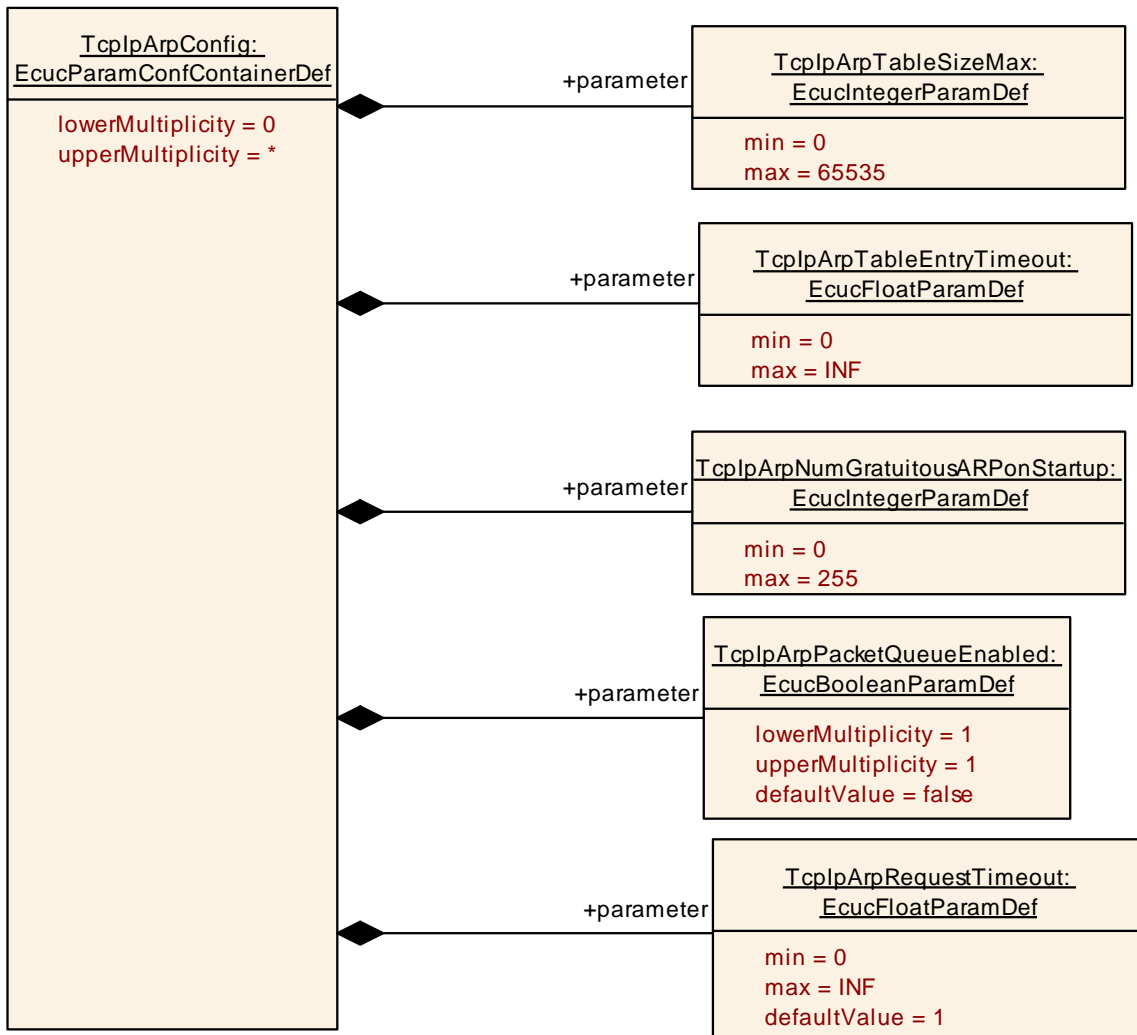 TcpIpArpConfig:
EcucParamConfContainerDef
lowerMultiplicity = 0
upperMultiplicity = *
+parameter
TcpIpArpTableSizeMax:
EcucIntegerParamDef
min = 0
max = 65535
+parameter
TcpIpArpTableEntryTimeout:
EcucFloatParamDef
min = 0
max = INF
+parameter
TcpIpArpNumGratuitousARPonStartup:
EcucIntegerParamDef
min = 0
max = 255
+parameter
TcpIpArpPacketQueueEnabled:
EcucBooleanParamDef
lowerMultiplicity = 1
upperMultiplicity = 1
defaultValue = false
+parameter
TcpIpArpRequestTimeout:
EcucFloatParamDef
min = 0
max = INF
defaultValue = 1